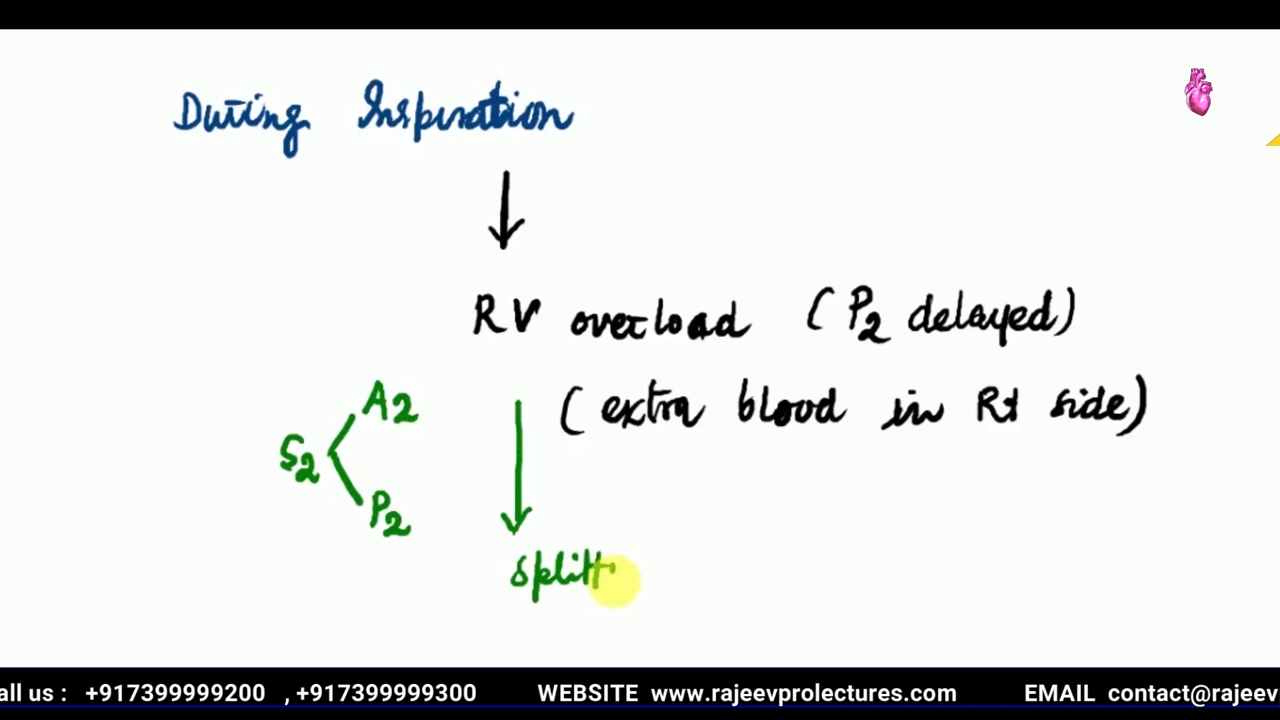 During Inspiration
RV overload (P2 delayed)
(extra blood in Rt side)
A2
S2
P2
Splitt
all us : +917399999200 , +917399999300 WEBSITE www.rajeevprolectures.com EMAIL contact@rajeev